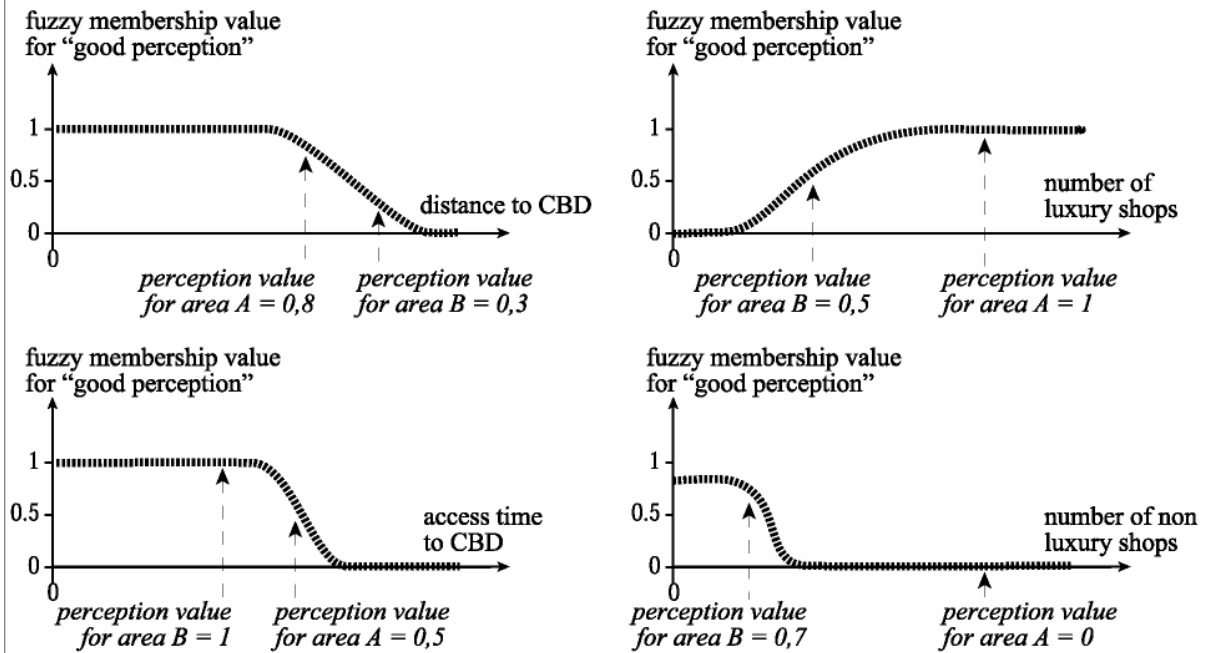 fuzzy membership value
for “good perception”
1
0.5
0
0
distance to CBD
perception value
for area A = 0,8
perception value
for area B = 0,3
fuzzy membership value
for “good perception”
1
0.5
0
0
number of
luxury shops
perception value
for area B = 0,5
perception value
for area A = 1
fuzzy membership value
for “good perception”
1
0.5
0
0
access time
to CBD
perception value
for area B = 1
perception value
for area A = 0,5
fuzzy membership value
for “good perception”
1
0.5
0
0
number of non
luxury shops
perception value
for area B = 0,7
perception value
for area A = 0